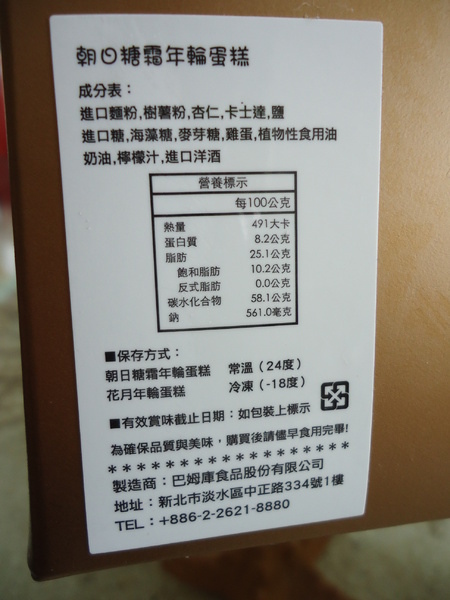 朝日糖霜年輪蛋糕
成分表：
進口麵粉,樹薯粉,杏仁,卡士達,鹽
進口糖,海藻糖,麥芽糖,雞蛋,植物性食用油
奶油,檸檬汁,進口洋酒
營養標示
每100公克
熱量 491大卡
蛋白質 8.2公克
脂肪 25.1公克
飽和脂肪 10.2公克
反式脂肪 0.0公克
碳水化合物 58.1公克
鈉 561.0毫克
■保存方式：
朝日糖霜年輪蛋糕 常溫（24度）
花月年輪蛋糕 冷凍（-18度）
■有效賞味截止日期：如包裝上標示
為確保品質與美味，購買後請儘早食用完畢!
* * * * * * * * * * * * * * * * * *
製造商：巴姆庫食品股份有限公司
地址：新北市淡水區中正路334號1樓
TEL：+886-2-2621-8880